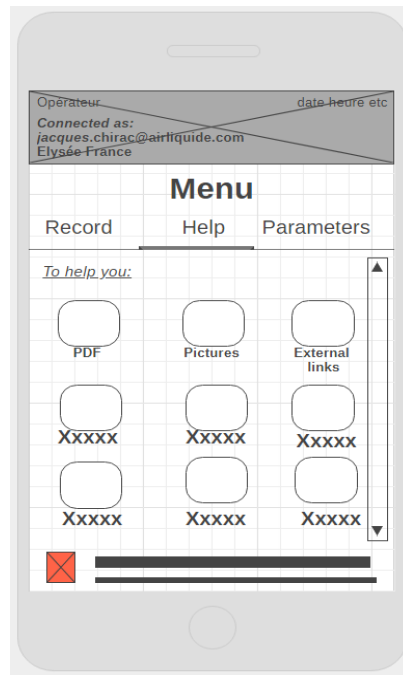 Opérateur date heure etc
Connected as:
jacques.chirac@airliquide.com
Elysée France
Menu
Record Help Parameters
To help you:
PDF Pictures External
links
Xxxxx Xxxxx Xxxxx
Xxxxx Xxxxx Xxxxx